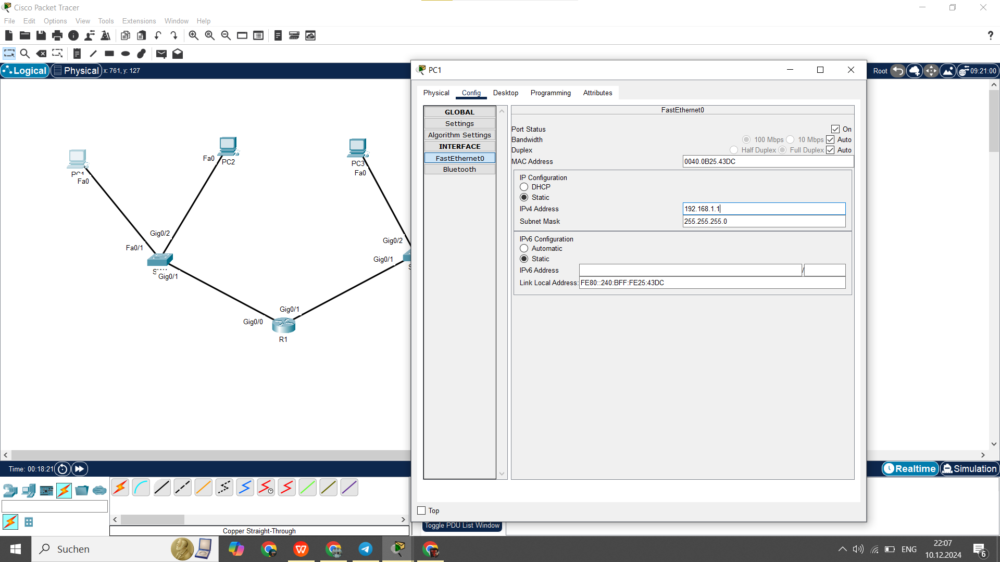 Cisco Packet Tracer
File Edit Options View Tools Extensions Window Help
?
Logical Physical x: 761, y: 127
Root 09:21:00
PC1
Fa0
Fa0
PC2
PC3
Fa0
Gig0/2
Fa0/1
Gig0/1
Gig0/2
Gig0/1
Gig0/0
Gig0/1
R1
PC1
Physical Config Desktop Programming Attributes
GLOBAL
Settings
Algorithm Settings
INTERFACE
FastEthernet0
Bluetooth
FastEthernet0
Port Status On
Bandwidth 100 Mbps 10 Mbps Auto
Duplex Half Duplex Full Duplex Auto
MAC Address 0040.0B25.43DC
IP Configuration
DHCP
Static
IPv4 Address 192.168.1.1
Subnet Mask 255.255.255.0
IPv6 Configuration
Automatic
Static
IPv6 Address /
Link Local Address: FE80::240:BFF:FE25:43DC
Top
Time: 00:18:21
Realtime Simulation
Copper Straight-Through
Toggle PDU List Window
Suchen
ENG
22:07
10.12.2024
6